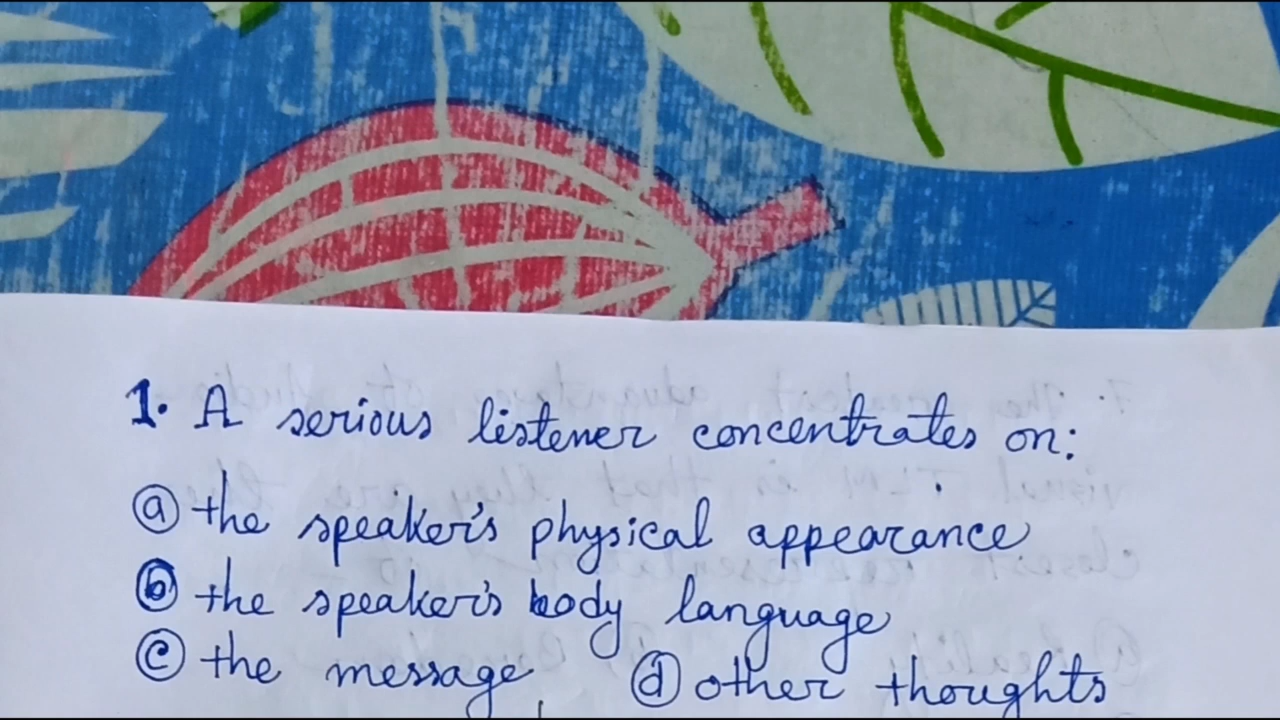 1. A serious listener concentrates on:
ⓐ the speaker's physical appearance
ⓑ the speaker's body language
ⓒ the message ⓓ other thoughts